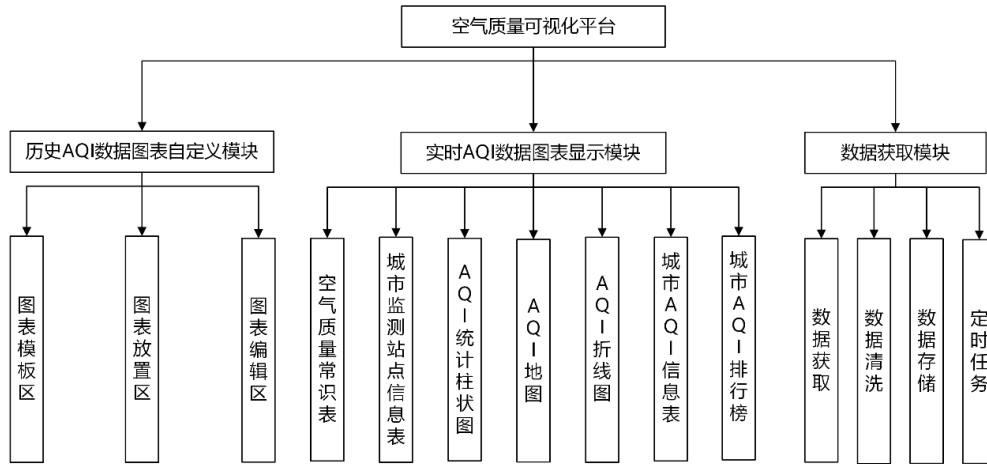 空气质量可视化平台
历史AQI数据图表自定义模块
实时AQI数据图表显示模块
数据获取模块
图表模板区
图表放置区
图表编辑区
空气质量常识表
城市监测站点信息表
AQI统计柱状图
AQI地图
AQI折线图
城市AQI信息表
城市AQI排行榜
数据获取
数据清洗
数据存储
定时任务